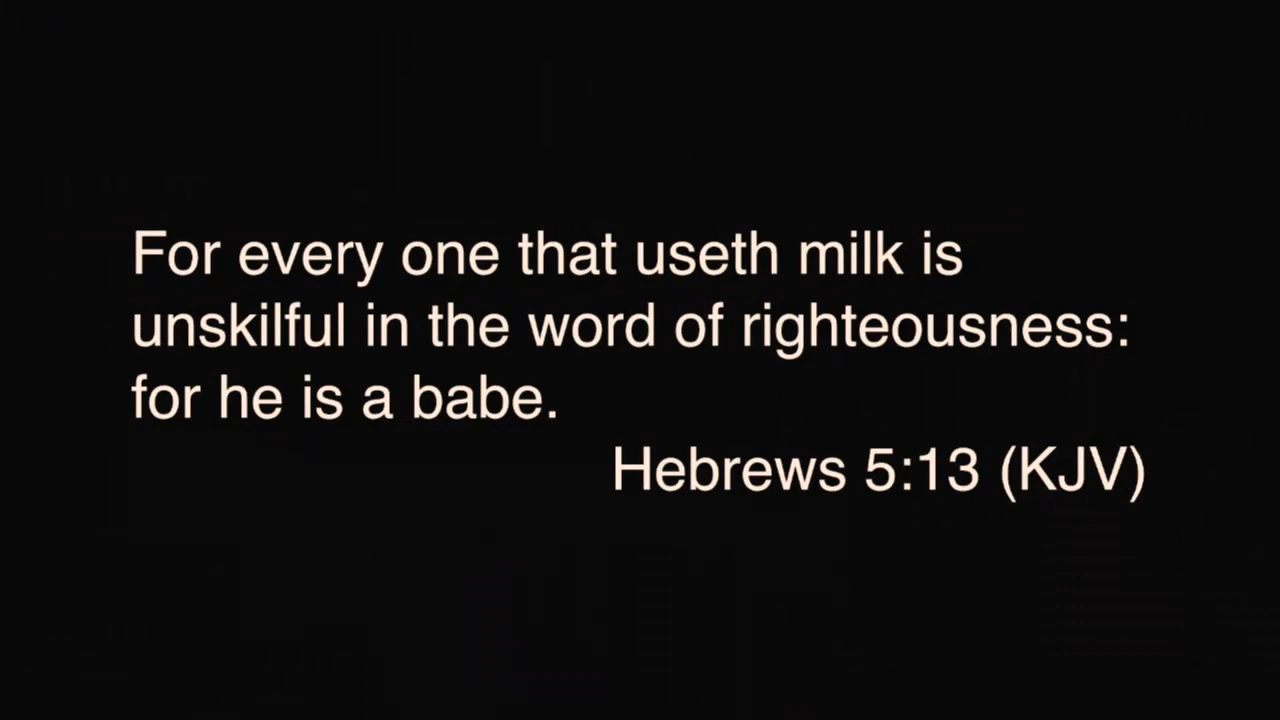 For every one that useth milk is
unskilful in the word of righteousness:
for he is a babe.
Hebrews 5:13 (KJV)